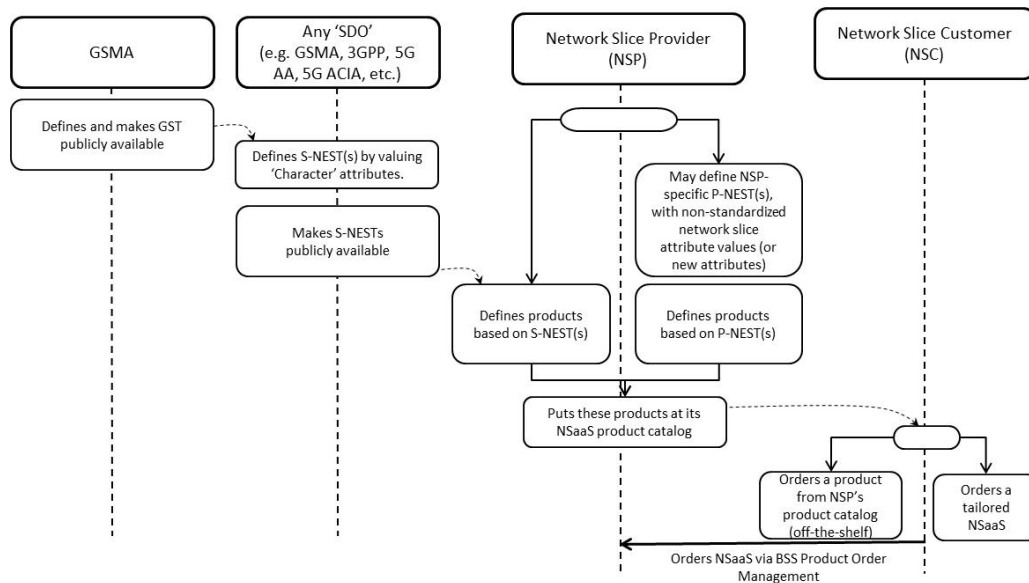 GSMA
Any ‘SDO’
(e.g. GSMA, 3GPP, 5G
AA, 5G ACIA, etc.)
Network Slice Provider
(NSP)
Network Slice Customer
(NSC)
Defines and makes GST
publicly available
Defines S-NEST(s) by valuing
‘Character’ attributes.
May define NSP-
specific P-NEST(s),
with non-standardized
network slice
attribute values (or
new attributes)
Makes S-NESTs
publicly available
Defines products
based on S-NEST(s)
Defines products
based on P-NEST(s)
Puts these products at its
NSaaS product catalog
Orders a product
from NSP’s
product catalog
(off-the-shelf)
Orders a
tailored
NSaaS
Orders NSaaS via BSS Product Order
Management